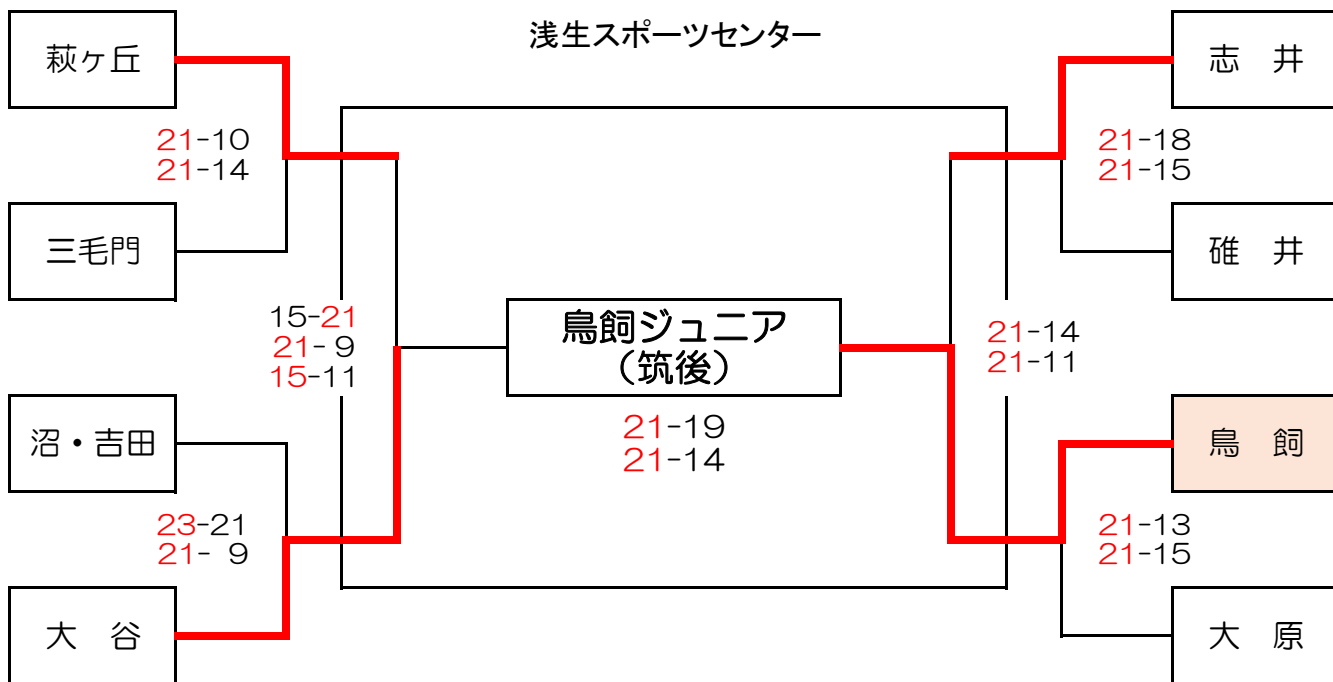 浅生スポーツセンター
萩ヶ丘
志 井
21-10
21-14
21-18
21-15
三毛門
碓 井
15-21
21- 9
15-11
鳥飼ジュニア
(筑後)
21-14
21-11
21-19
21-14
沼・吉田
鳥 飼
23-21
21- 9
21-13
21-15
大 谷
大 原